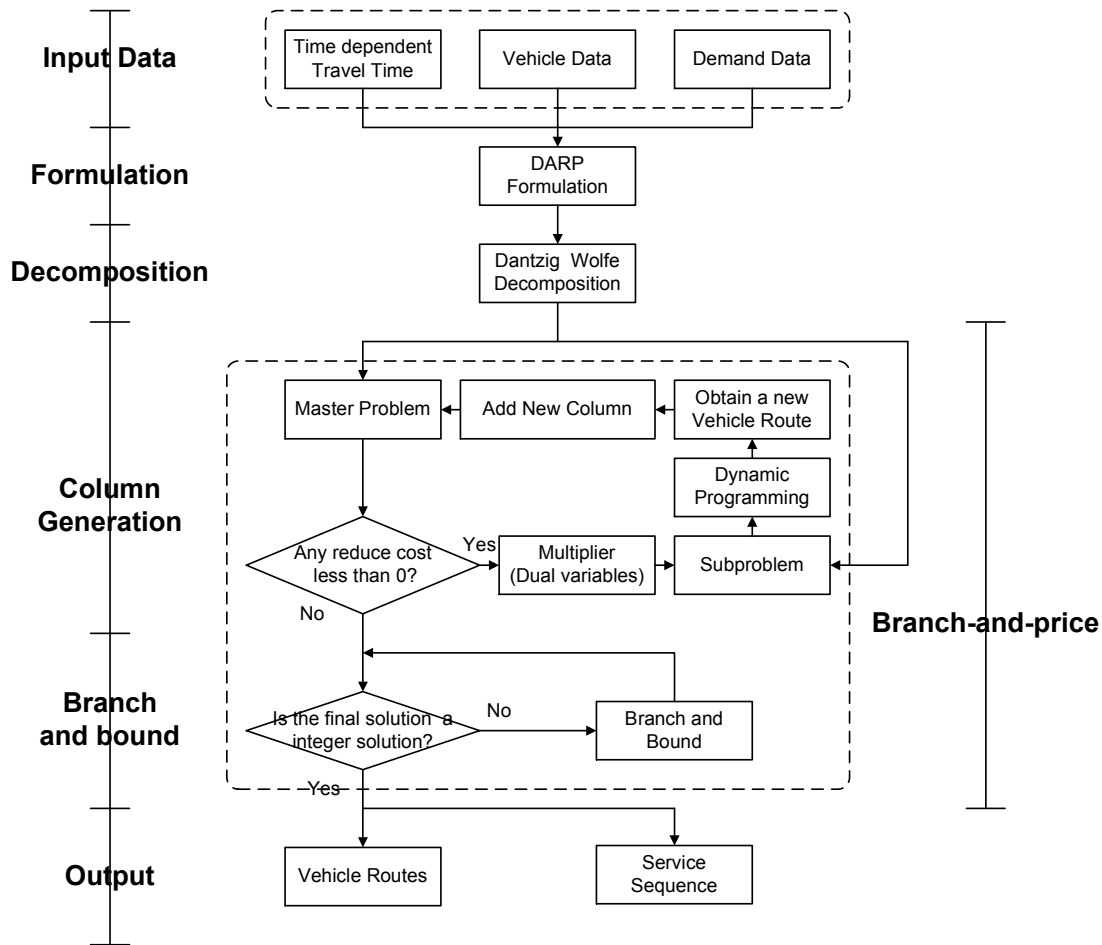 Input Data
Time dependent
Travel Time
Vehicle Data
Demand Data
Formulation
DARP
Formulation
Decomposition
Dantzig Wolfe
Decomposition
Column
Generation
Master Problem
Add New Column
Obtain a new
Vehicle Route
Dynamic
Programming
Any reduce cost
less than 0?
Yes
Multiplier
(Dual variables)
Subproblem
No
Branch-and-price
Branch
and bound
Is the final solution a
integer solution?
No
Branch and
Bound
Yes
Output
Vehicle Routes
Service
Sequence